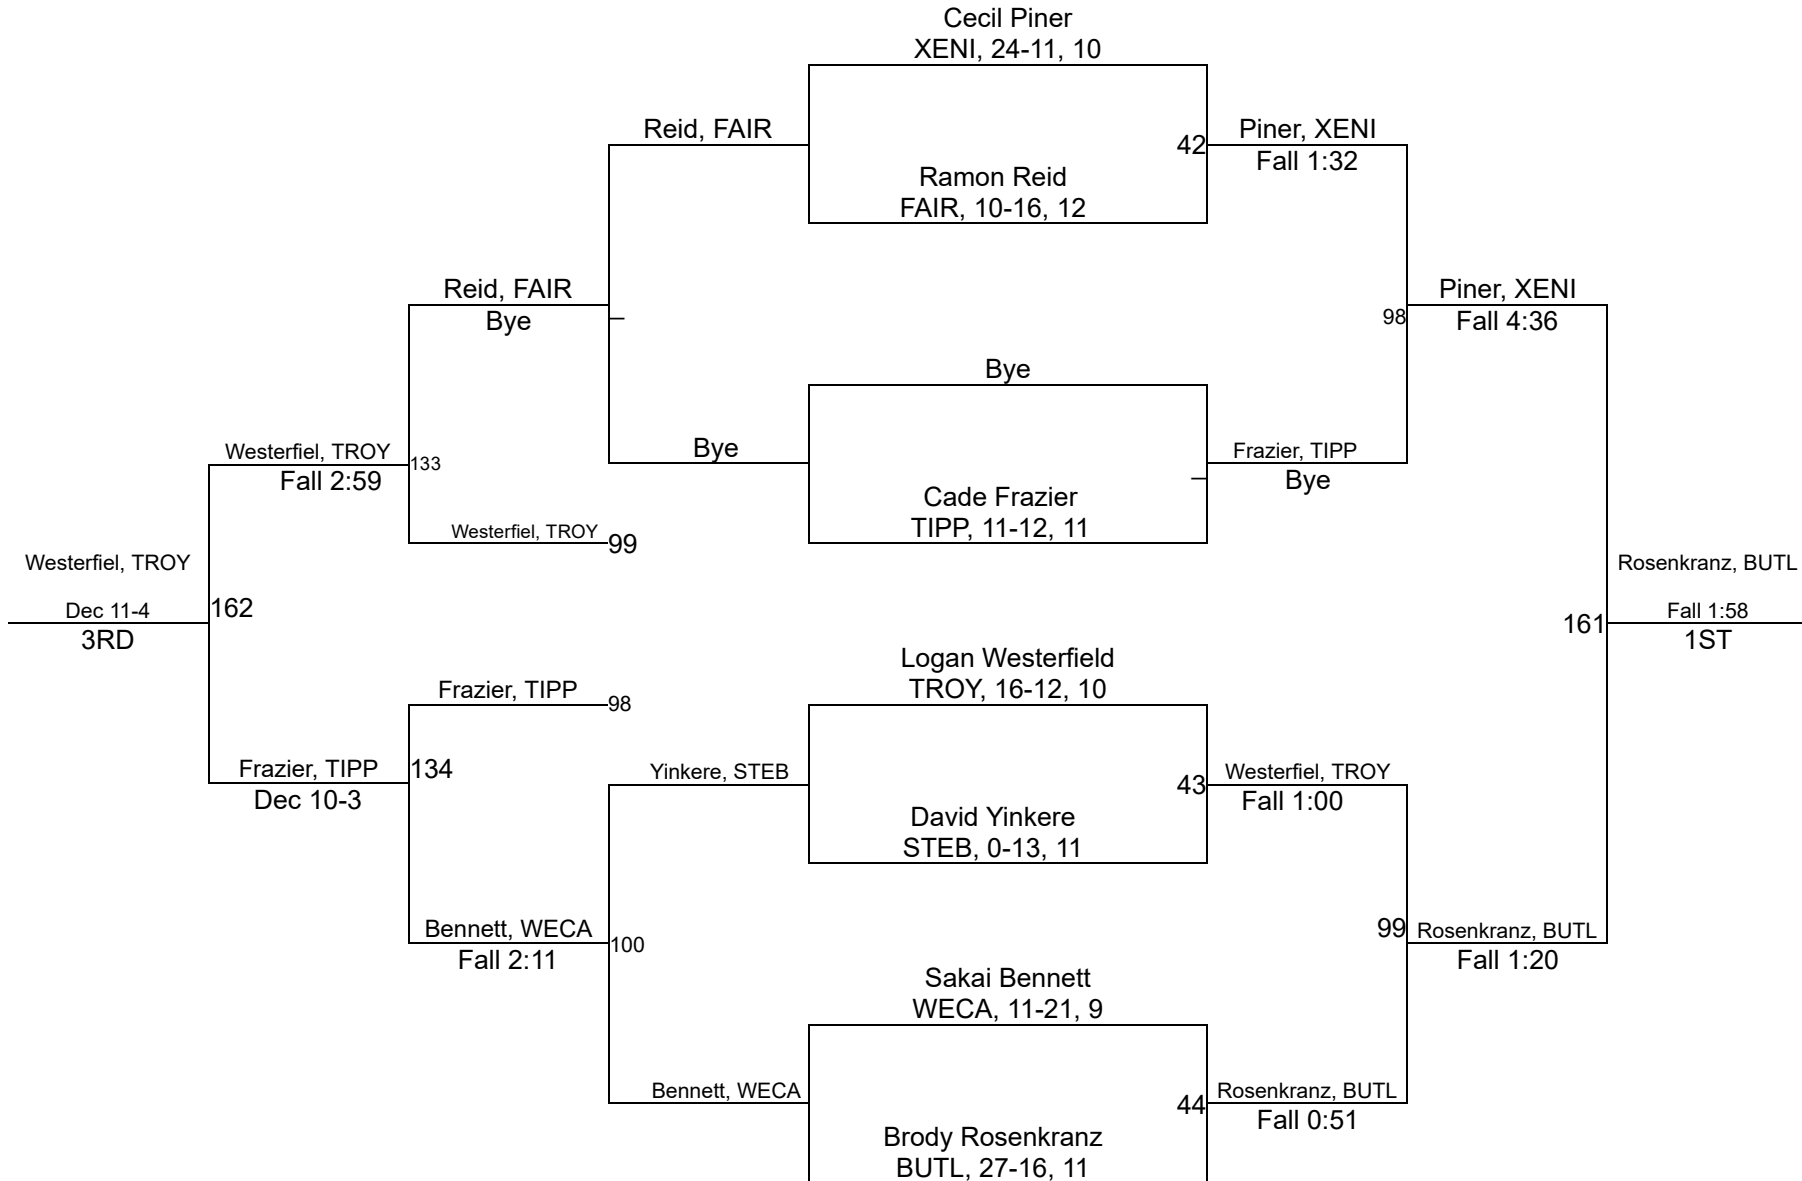 Cecil Piner
XENI, 24-11, 10
Reid, FAIR
42
Piner, XENI
Fall 1:32
Ramon Reid
FAIR, 10-16, 12
Reid, FAIR
Bye
Piner, XENI
98
Fall 4:36
Bye
Westerfiel, TROY
133
Fall 2:59
Bye
Frazier, TIPP
Bye
Cade Frazier
TIPP, 11-12, 11
Westerfiel, TROY
99
Westerfiel, TROY
Dec 11-4
3RD
162
Rosenkranz, BUTL
161
Fall 1:58
1ST
Logan Westerfield
TROY, 16-12, 10
Frazier, TIPP
98
Frazier, TIPP
134
Dec 10-3
Yinkere, STEB
43
Westerfiel, TROY
Fall 1:00
David Yinkere
STEB, 0-13, 11
Bennett, WECA
100
Fall 2:11
99
Rosenkranz, BUTL
Fall 1:20
Sakai Bennett
WECA, 11-21, 9
Bennett, WECA
44
Rosenkranz, BUTL
Fall 0:51
Brody Rosenkranz
BUTL, 27-16, 11